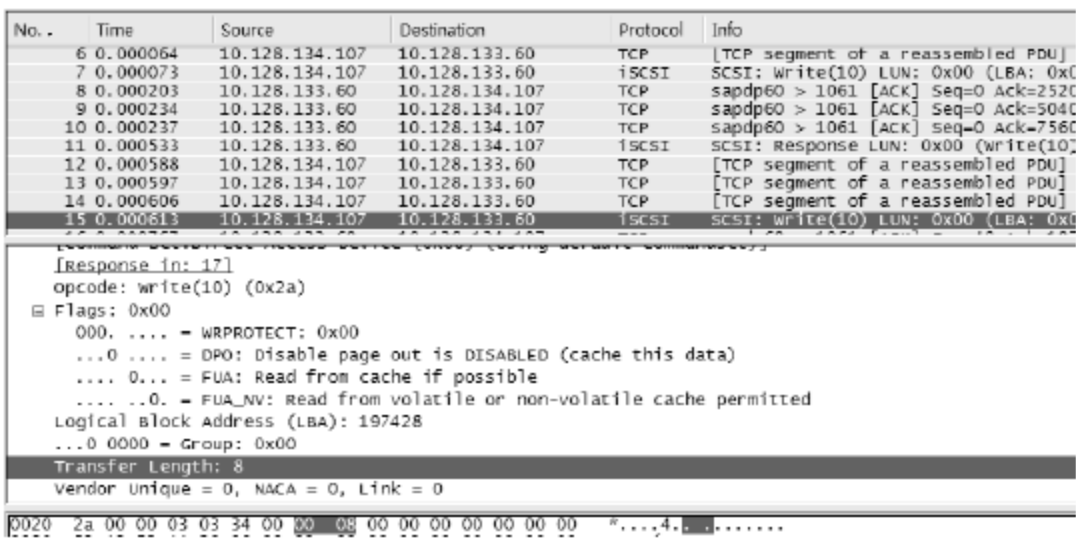 No. . Time Source Destination Protocol Info
6 0.000064 10.128.134.107 10.128.133.60 TCP [TCP segment of a reassembled PDU]
7 0.000073 10.128.134.107 10.128.133.60 iSCSI SCSI: Write(10) LUN: 0x00 (LBA: 0x0
8 0.000203 10.128.133.60 10.128.134.107 TCP sapdp60 > 1061 [ACK] Seq=0 Ack=2520
9 0.000234 10.128.133.60 10.128.134.107 TCP sapdp60 > 1061 [ACK] Seq=0 Ack=5040
10 0.000237 10.128.133.60 10.128.134.107 TCP sapdp60 > 1061 [ACK] Seq=0 Ack=7560
11 0.000533 10.128.133.60 10.128.134.107 iSCSI SCSI: Response LUN: 0x00 (Write(10)
12 0.000588 10.128.134.107 10.128.133.60 TCP [TCP segment of a reassembled PDU]
13 0.000597 10.128.134.107 10.128.133.60 TCP [TCP segment of a reassembled PDU]
14 0.000606 10.128.134.107 10.128.133.60 TCP [TCP segment of a reassembled PDU]
15 0.000613 10.128.134.107 10.128.133.60 iSCSI SCSI: Write(10) LUN: 0x00 (LBA: 0x0
[Response in: 17]
Opcode: Write(10) (0x2a)
Flags: 0x00
000. .... = WRPROTECT: 0x00
...0 .... = DPO: Disable page out is DISABLED (cache this data)
.... 0... = FUA: Read from cache if possible
.... ..0. = FUA_NV: Read from volatile or non-volatile cache permitted
Logical Block Address (LBA): 197428
...0 0000 = Group: 0x00
Transfer Length: 8
Vendor Unique = 0, NACA = 0, Link = 0
0020 2a 00 00 03 03 34 00 00 08 00 00 00 00 00 00 00 *....4.. ........